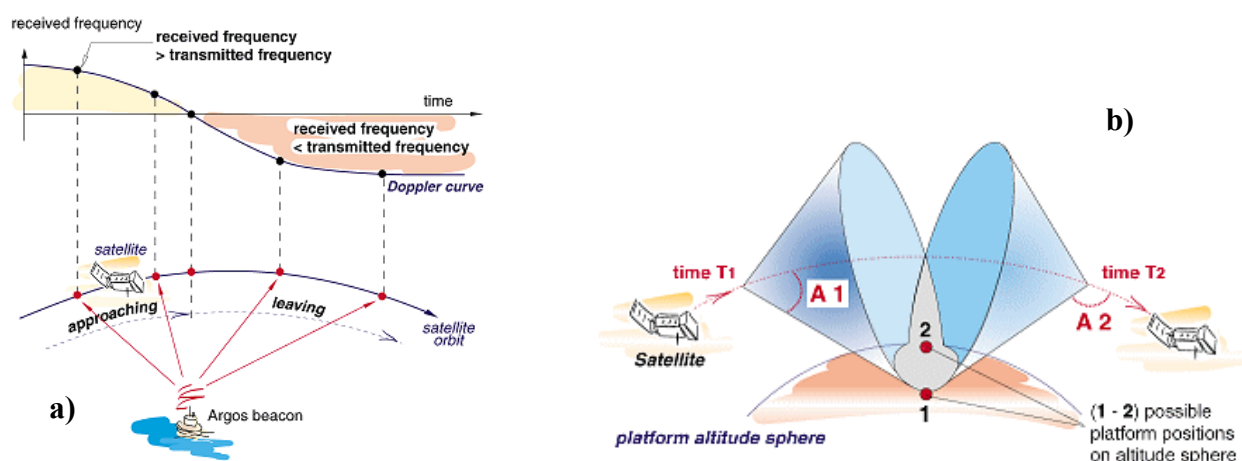 received frequency
received frequency
> transmitted frequency
time
received frequency
< transmitted frequency
Doppler curve
satellite
approaching
leaving
satellite
orbit
a)
Argos beacon
b)
time T1
time T2
A 1
A 2
Satellite
2
1
platform altitude sphere
(1 - 2) possible
platform positions
on altitude sphere